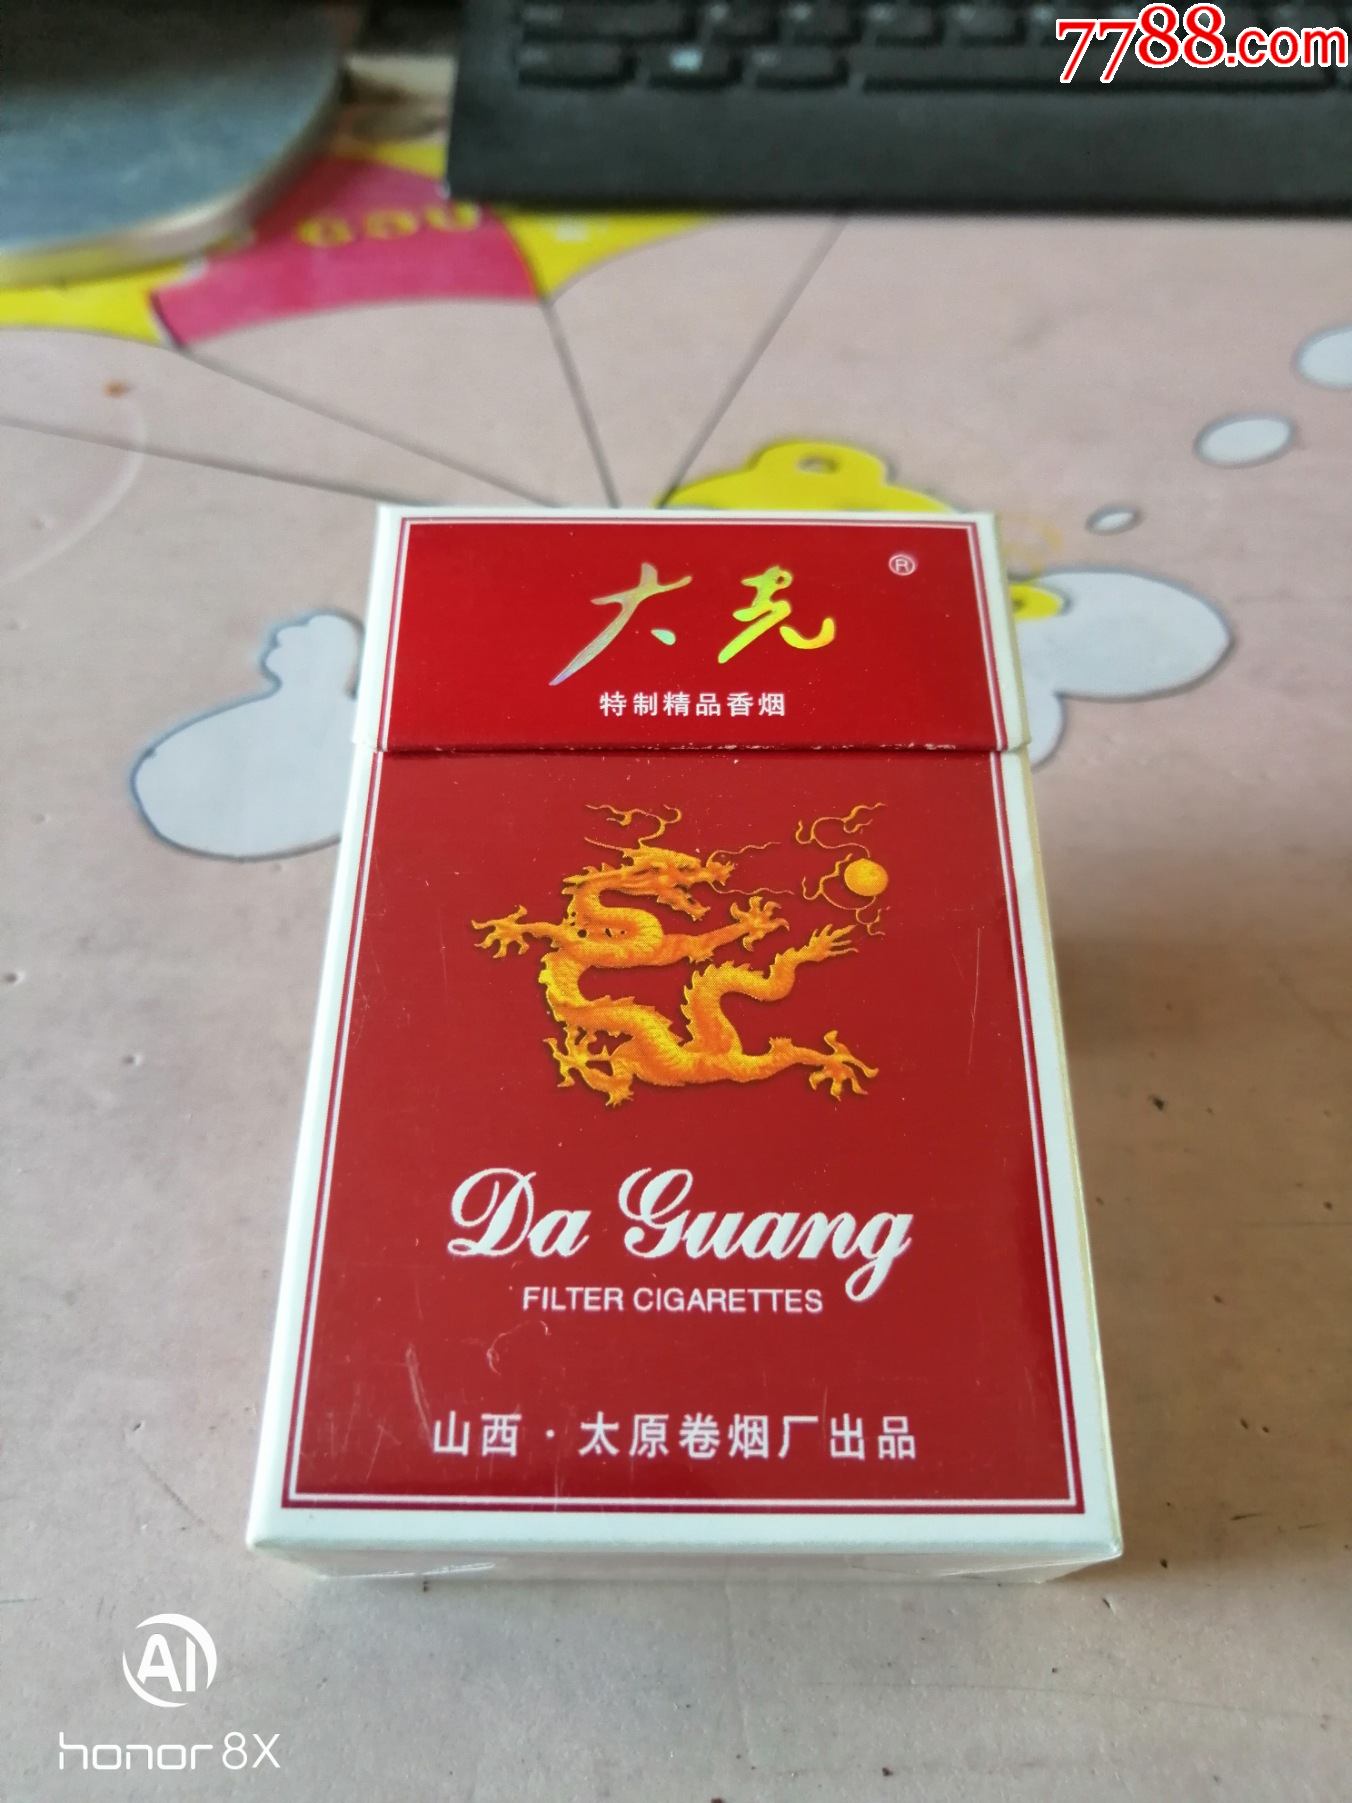 7788.com
大光 ®
特制精品香烟
Da Guang
FILTER CIGARETTES
山西·太原卷烟厂出品
AI
honor 8X